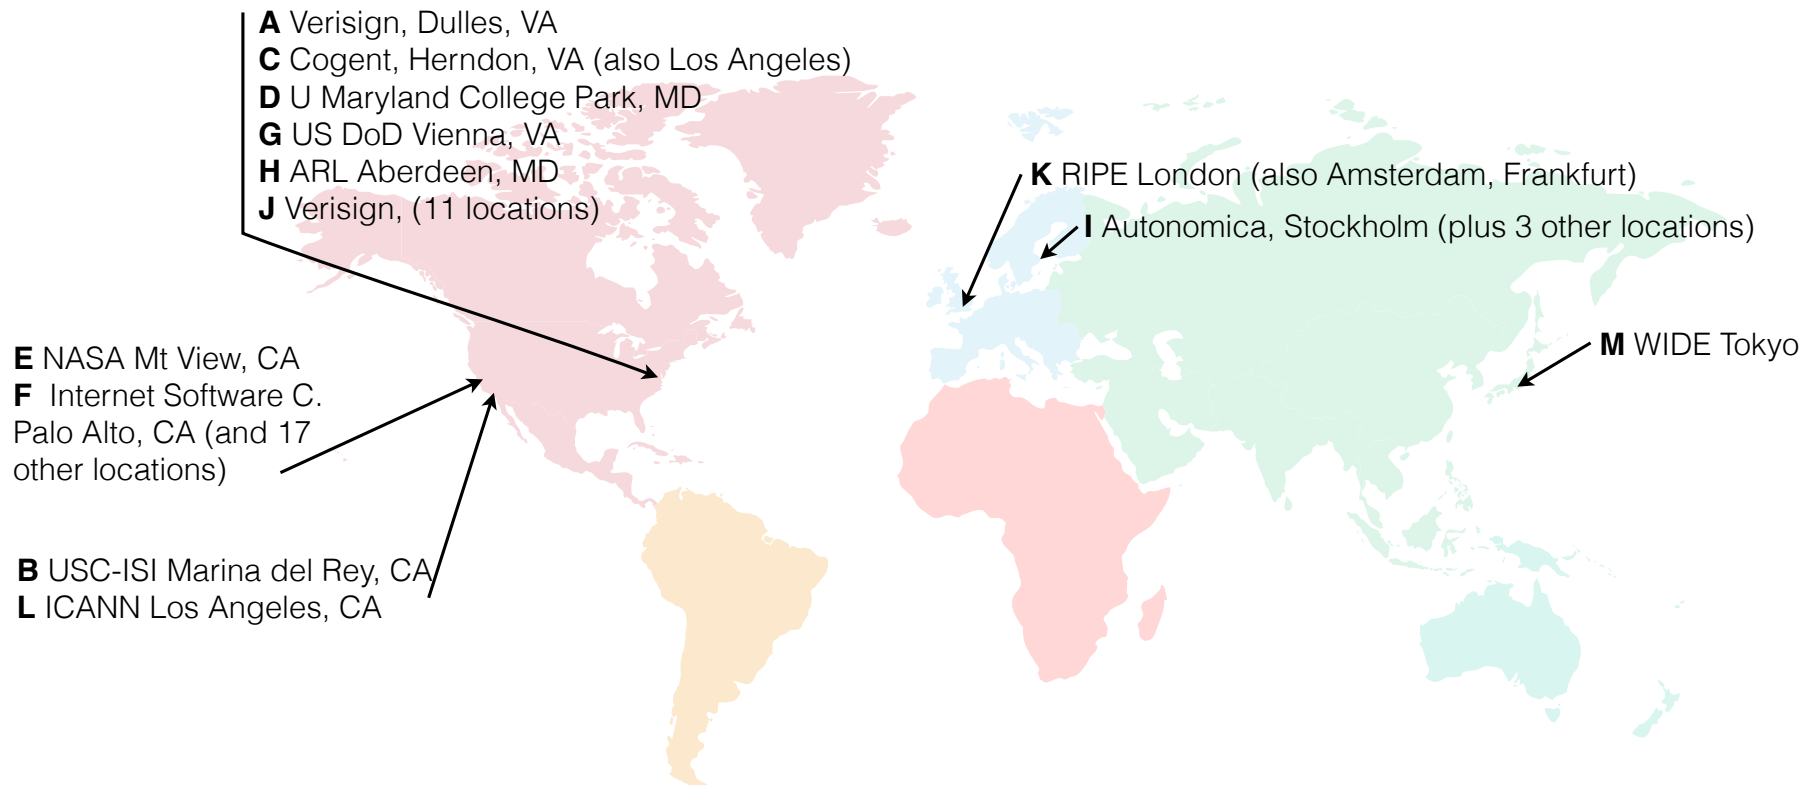 A Verisign, Dulles, VA
C Cogent, Herndon, VA (also Los Angeles)
D U Maryland College Park, MD
G US DoD Vienna, VA
H ARL Aberdeen, MD
J Verisign, (11 locations)
K RIPE London (also Amsterdam, Frankfurt)
I Autonomica, Stockholm (plus 3 other locations)
E NASA Mt View, CA
F Internet Software C.
Palo Alto, CA (and 17
other locations)
M WIDE Tokyo
B USC-ISI Marina del Rey, CA
L ICANN Los Angeles, CA